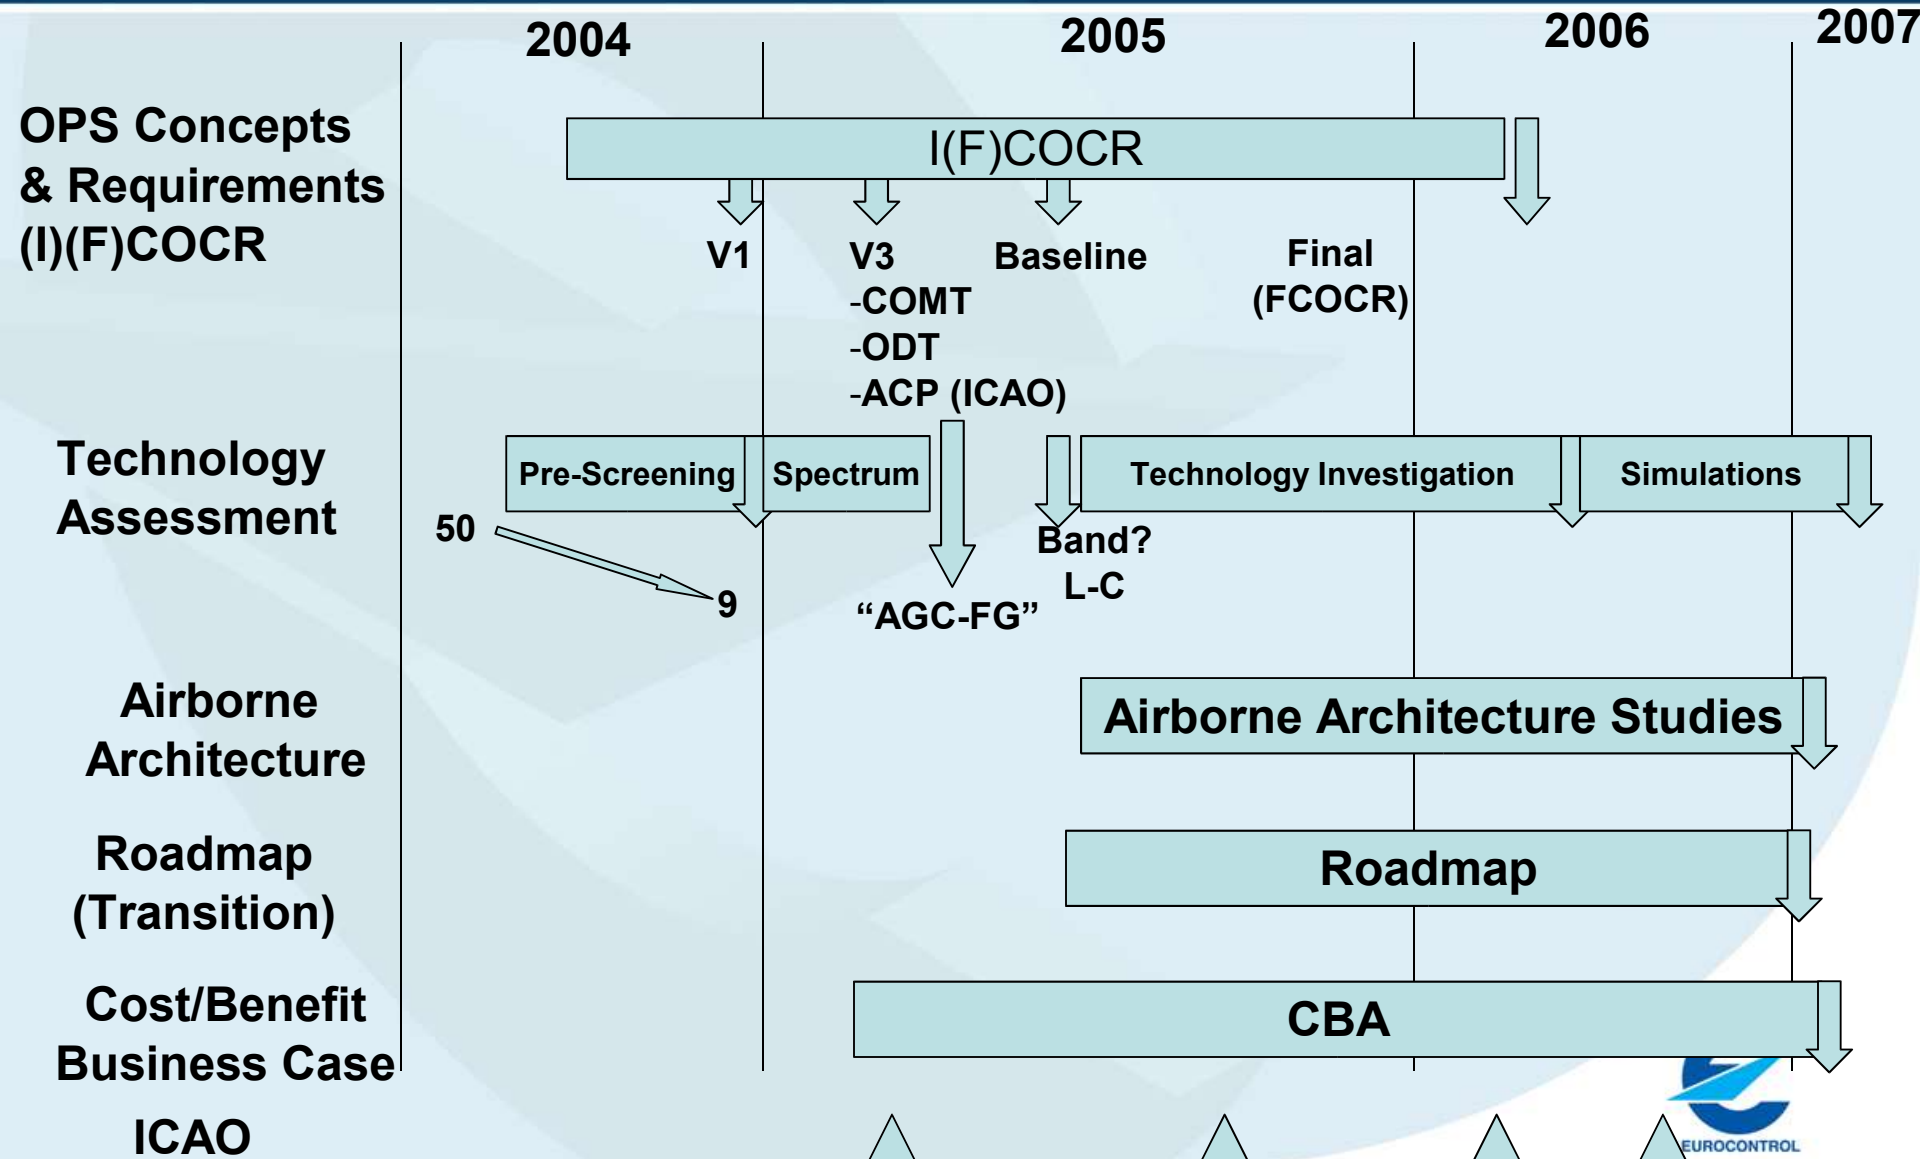 2004
2005
2006
2007
OPS Concepts
& Requirements
(I)(F)COCR
I(F)COCR
V1
V3
-COMT
-ODT
-ACP (ICAO)
Baseline
Final
(FCOCR)
Technology
Assessment
Pre-Screening
Spectrum
Technology Investigation
Simulations
50
9
"AGC-FG"
Band?
L-C
Airborne
Architecture
Airborne Architecture Studies
Roadmap
(Transition)
Roadmap
Cost/Benefit
Business Case
CBA
ICAO
EUROCONTROL